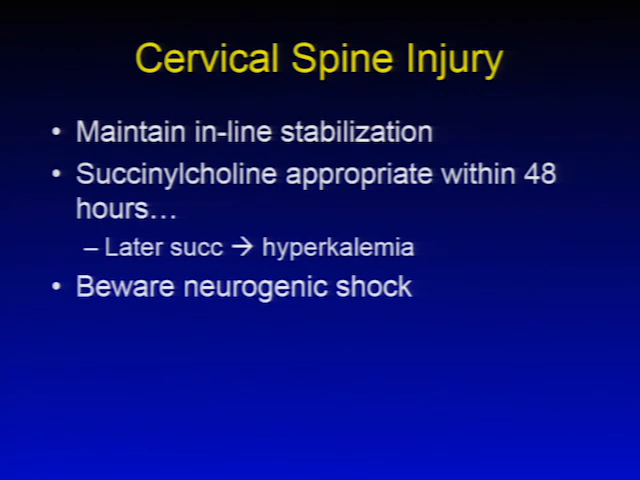 Cervical Spine Injury
• Maintain in-line stabilization
• Succinylcholine appropriate within 48
hours…
– Later succ → hyperkalemia
• Beware neurogenic shock